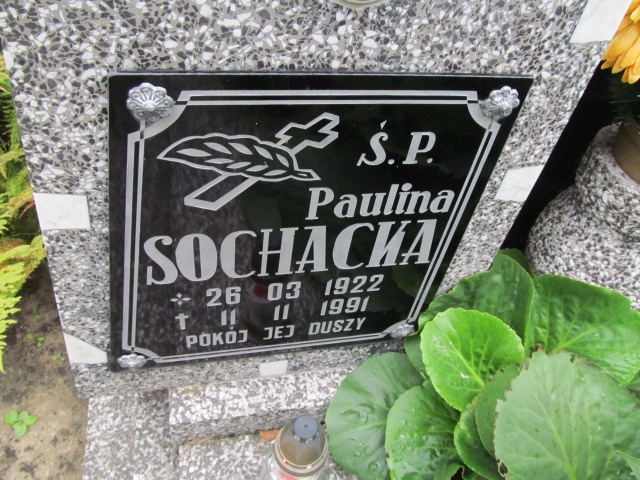 Ś.P.
Paulina
SOCHACKA
26 03 1922
† 11 11 1991
POKÓJ JEJ DUSZY